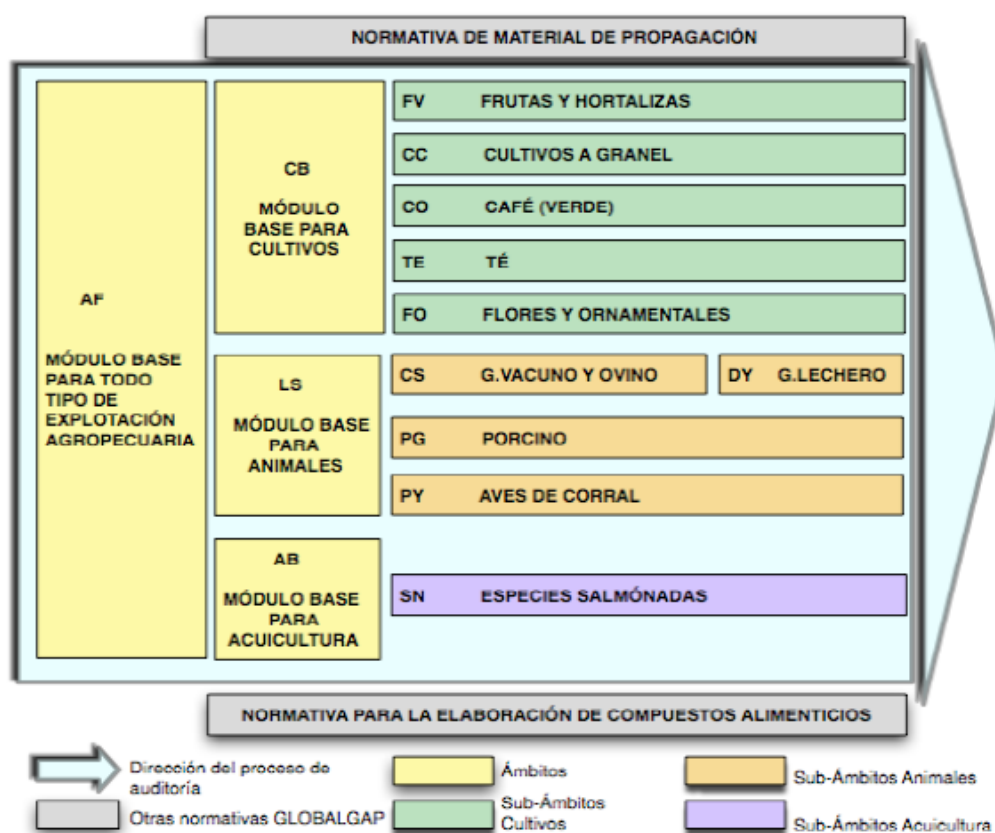 NORMATIVA DE MATERIAL DE PROPAGACIÓN
AF
MÓDULO BASE
PARA TODO
TIPO DE
EXPLOTACIÓN
AGROPECUARIA
CB
MÓDULO
BASE PARA
CULTIVOS
FV FRUTAS Y HORTALIZAS
CC CULTIVOS A GRANEL
CO CAFÉ (VERDE)
TE TÉ
FO FLORES Y ORNAMENTALES
LS
MÓDULO BASE
PARA
ANIMALES
CS G.VACUNO Y OVINO
DY G.LECHERO
PG PORCINO
PY AVES DE CORRAL
AB
MÓDULO BASE
PARA
ACUICULTURA
SN ESPECIES SALMÓNADAS
NORMATIVA PARA LA ELABORACIÓN DE COMPUESTOS ALIMENTICIOS
Dirección del proceso de
auditoría
Ámbitos
Sub-Ámbitos Animales
Otras normativas GLOBALGAP
Sub-Ámbitos
Cultivos
Sub-Ámbitos Acuicultura